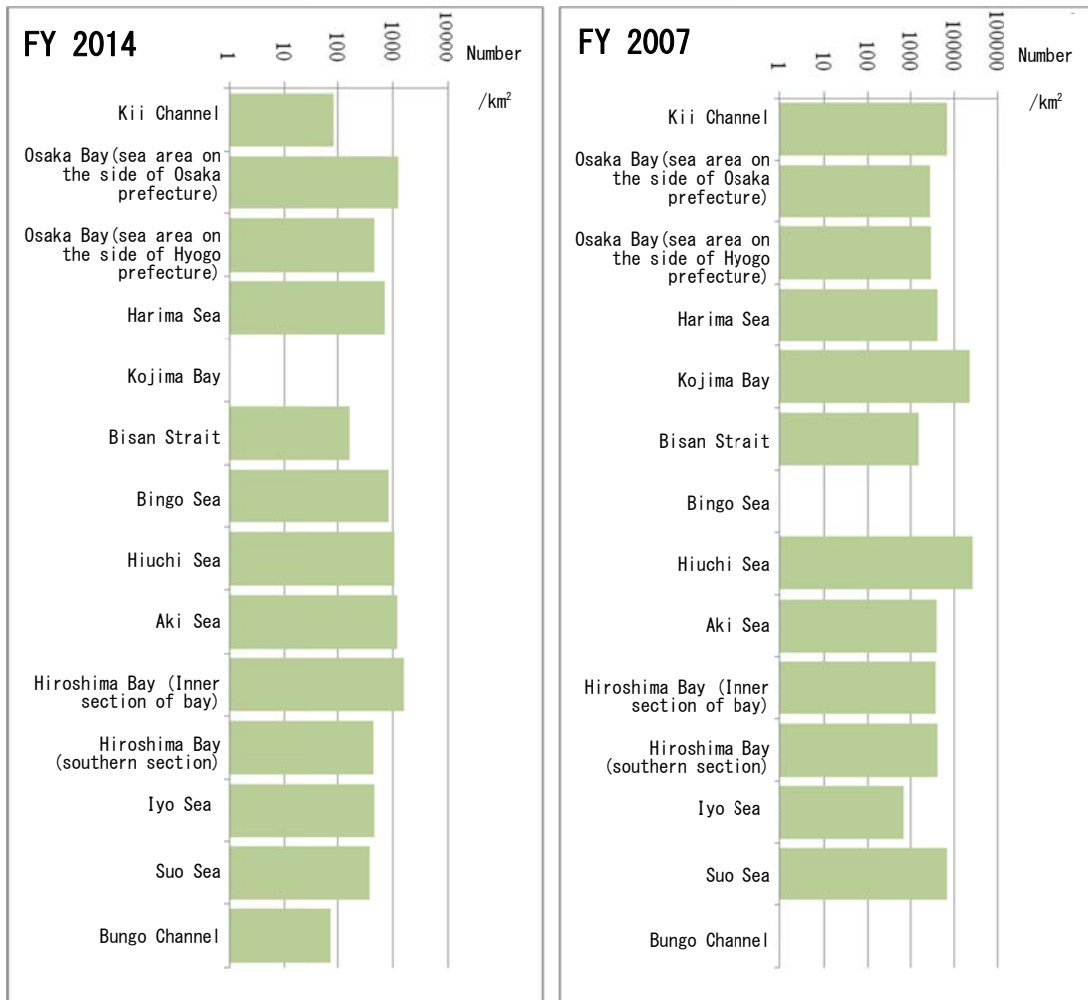 FY 2014
1
10
100
1000
10000
Number
/km²
Kii Channel
Osaka Bay(sea area on
the side of Osaka
prefecture)
Osaka Bay(sea area on
the side of Hyogo
prefecture)
Harima Sea
Kojima Bay
Bisan Strait
Bingo Sea
Hiuchi Sea
Aki Sea
Hiroshima Bay (Inner
section of bay)
Hiroshima Bay
(southern section)
Iyo Sea
Suo Sea
Bungo Channel
FY 2007
1
10
100
1000
10000
100000
Number
/km²
Kii Channel
Osaka Bay(sea area on
the side of Osaka
prefecture)
Osaka Bay(sea area on
the side of Hyogo
prefecture)
Harima Sea
Kojima Bay
Bisan Strait
Bingo Sea
Hiuchi Sea
Aki Sea
Hiroshima Bay (Inner
section of bay)
Hiroshima Bay
(southern section)
Iyo Sea
Suo Sea
Bungo Channel